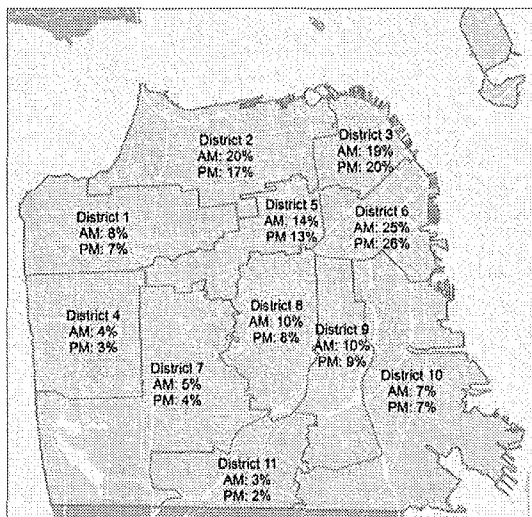 District 2
AM: 20%
PM: 17%
District 3
AM: 19%
PM: 20%
District 5
AM: 14%
PM 13%
District 6
AM: 25%
PM: 26%
District 1
AM: 8%
PM: 7%
District 4
AM: 4%
PM: 3%
District 8
AM: 10%
PM: 8%
District 9
AM: 10%
PM: 9%
District 7
AM: 5%
PM: 4%
District 10
AM: 7%
PM: 7%
District 11
AM: 3%
PM: 2%